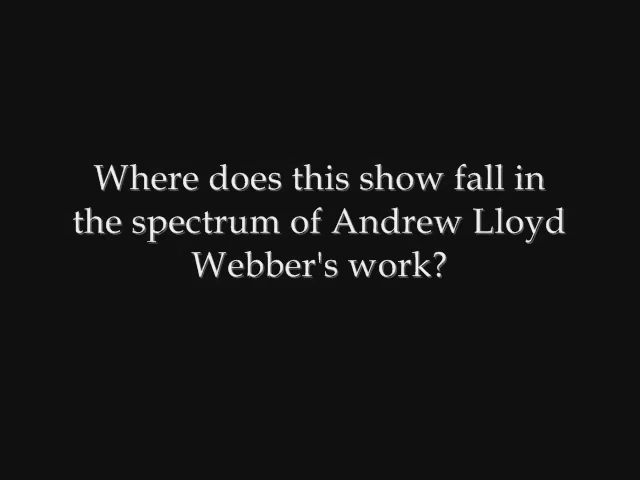 Where does this show fall in
the spectrum of Andrew Lloyd
Webber's work?